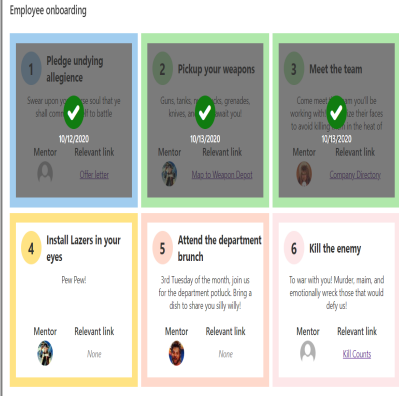 Employee onboarding
1
Pledge undying
allegience
Swear upon your soul that ye
shall to battle
10/12/2020
Mentor Relevant link
Offer letter
2
Pickup your weapons
Guns, tanks, grenades,
knives, await you!
10/13/2020
Mentor Relevant link
Map to Weapon Depot
3
Meet the team
Come meet you'll be
working with their faces
to avoid killing in the heat of
10/13/2020
Mentor Relevant link
Company Directory
4
Install Lazers in your
eyes
Pew Pew!
Mentor Relevant link
None
5
Attend the department
brunch
3rd Tuesday of the month, join us
for the department potluck. Bring a
dish to share you silly willy!
Mentor Relevant link
None
6
Kill the enemy
To war with you! Murder, maim, and
emotionally wreck those that would
defy us!
Mentor Relevant link
Kill Counts